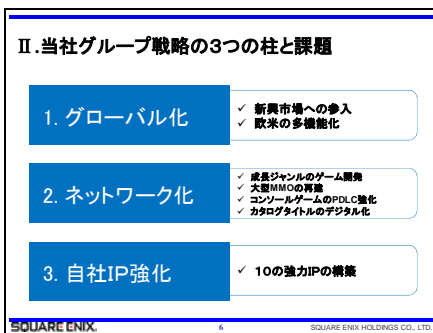 Ⅱ.当社グループ戦略の3つの柱と課題
1. グローバル化
✓ 新興市場への参入
✓ 欧米の多機能化
2. ネットワーク化
✓ 成長ジャンルのゲーム開発
✓ 大型MMOの再建
✓ コンソールゲームのPDLC強化
✓ カタログタイトルのデジタル化
3. 自社IP強化
✓ 10の強力IPの構築
SQUARE ENIX.
6
SQUARE ENIX HOLDINGS CO., LTD.